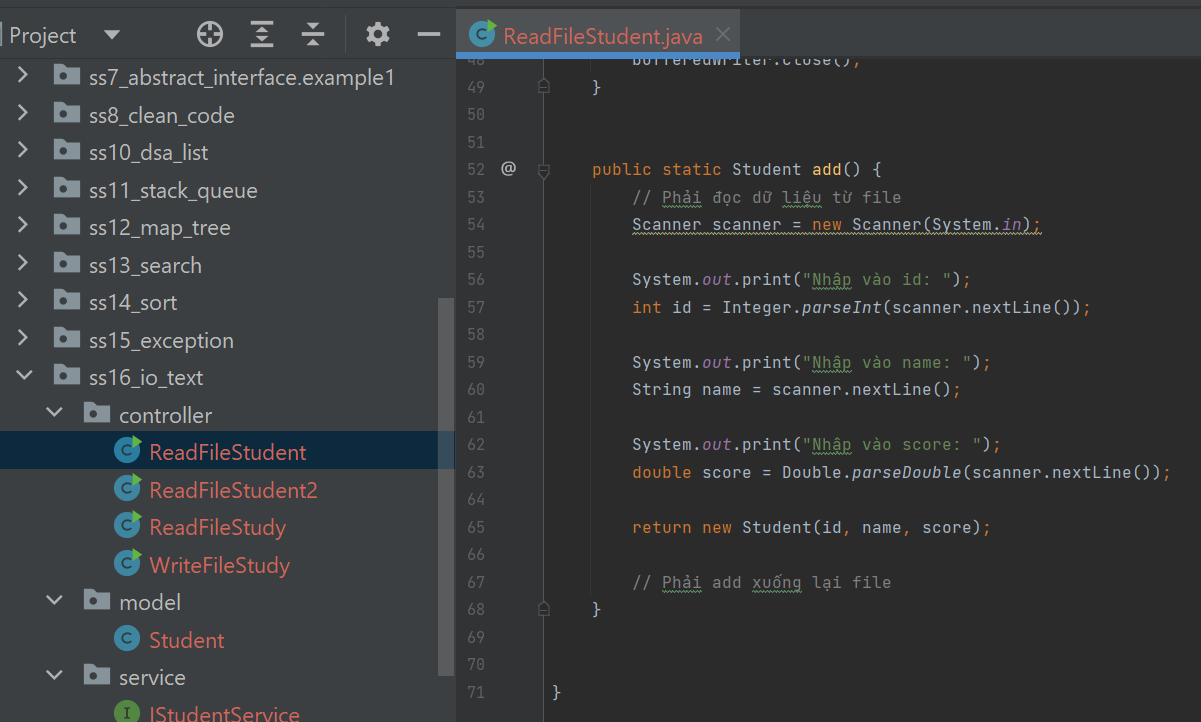 Project
ReadFileStudent.java
ss7_abstract_interface.example1
ss8_clean_code
ss10_dsa_list
ss11_stack_queue
ss12_map_tree
ss13_search
ss14_sort
ss15_exception
ss16_io_text
controller
ReadFileStudent
ReadFileStudent2
ReadFileStudy
WriteFileStudy
model
Student
service
IStudentService
48 bufferedWriter.close();
49 }
50
51
52 @ public static Student add() {
53 // Phải đọc dữ liệu từ file
54 Scanner scanner = new Scanner(System.in);
55
56 System.out.print("Nhập vào id: ");
57 int id = Integer.parseInt(scanner.nextLine());
58
59 System.out.print("Nhập vào name: ");
60 String name = scanner.nextLine();
61
62 System.out.print("Nhập vào score: ");
63 double score = Double.parseDouble(scanner.nextLine());
64
65 return new Student(id, name, score);
66
67 // Phải add xuống lại file
68 }
69
70
71 }